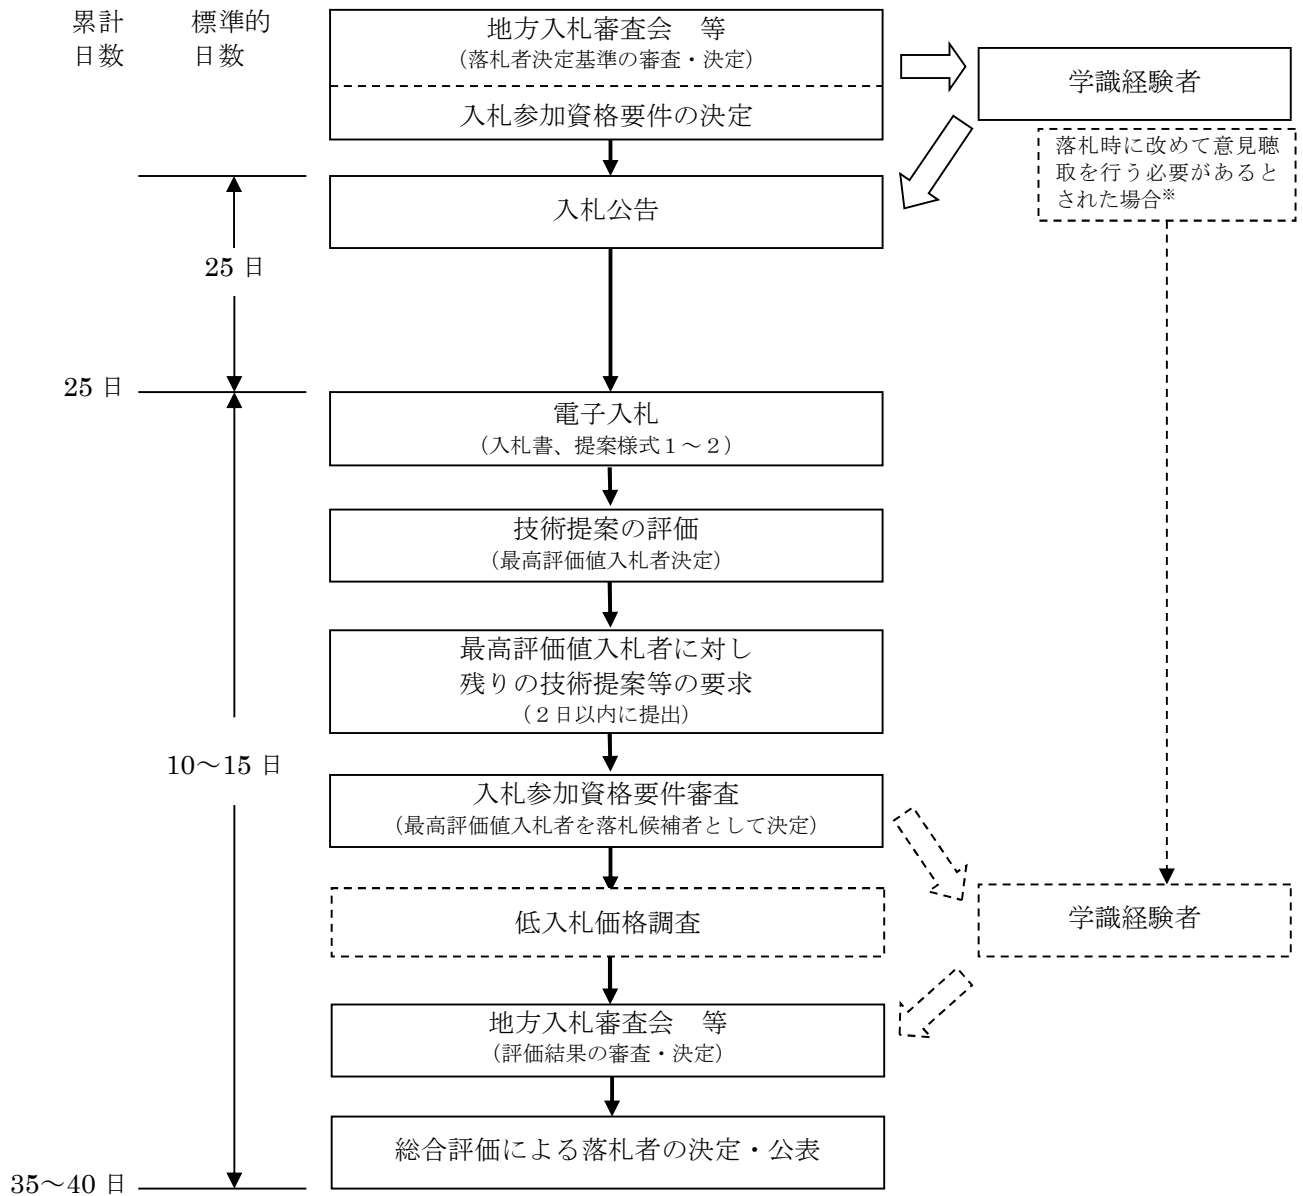 累計
日数
標準的
日数
地方入札審査会　等
（落札者決定基準の審査・決定）
入札参加資格要件の決定
学識経験者
落札時に改めて意見聴
取を行う必要があると
された場合※
入札公告
25 日
25 日
電子入札
（入札書、提案様式１～２）
技術提案の評価
（最高評価値入札者決定）
最高評価値入札者に対し
残りの技術提案等の要求
（２日以内に提出）
10～15 日
入札参加資格要件審査
（最高評価値入札者を落札候補者として決定）
低入札価格調査
学識経験者
地方入札審査会　等
（評価結果の審査・決定）
総合評価による落札者の決定・公表
35～40 日